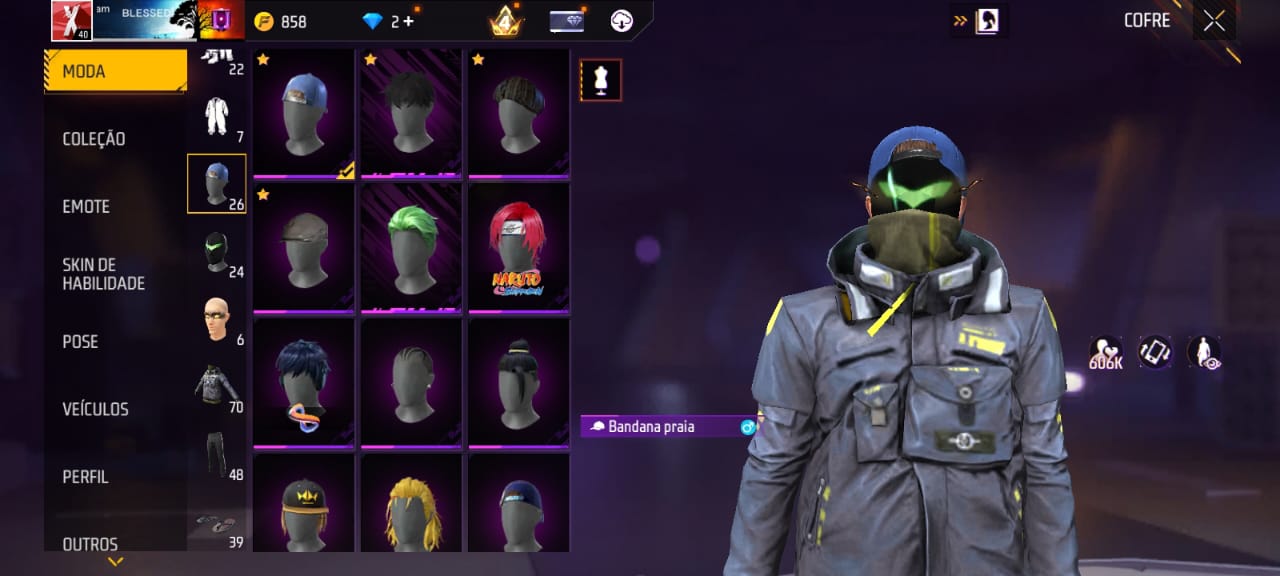 am
BLESSED
40
858
2+
4
COFRE
MODA
COLEÇÃO
EMOTE
SKIN DE
HABILIDADE
POSE
VEÍCULOS
PERFIL
OUTROS
22
7
26
24
6
70
48
39
NARUTO
Bandana praia
606K